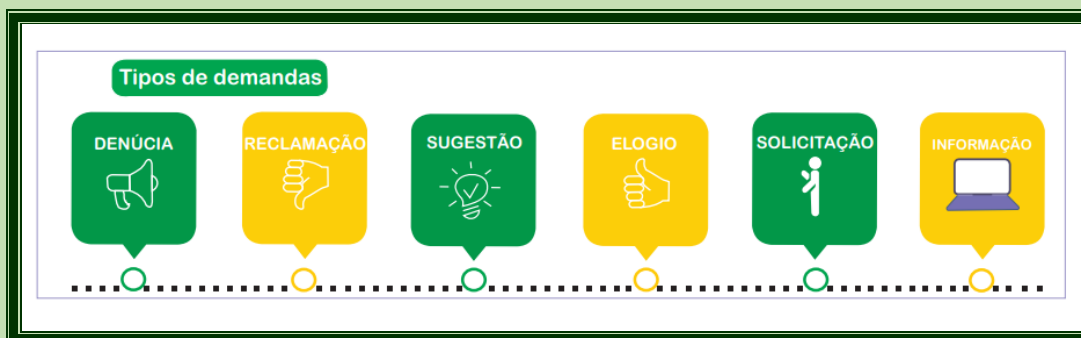 Tipos de demandas
DENÚCIA
RECLAMAÇÃO
SUGESTÃO
ELOGIO
SOLICITAÇÃO
INFORMAÇÃO